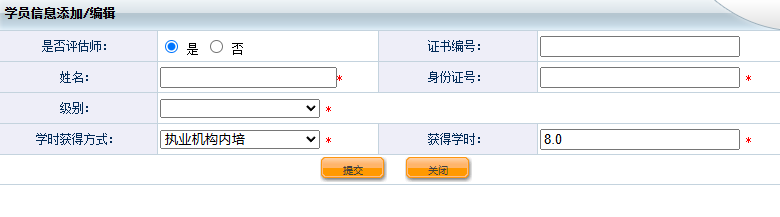 学员信息添加/编辑
是否评估师： 是 否 证书编号：
姓名： * 身份证号： *
级别： *
学时获得方式： 执业机构内培 * 获得学时： 8.0 *
提交 关闭